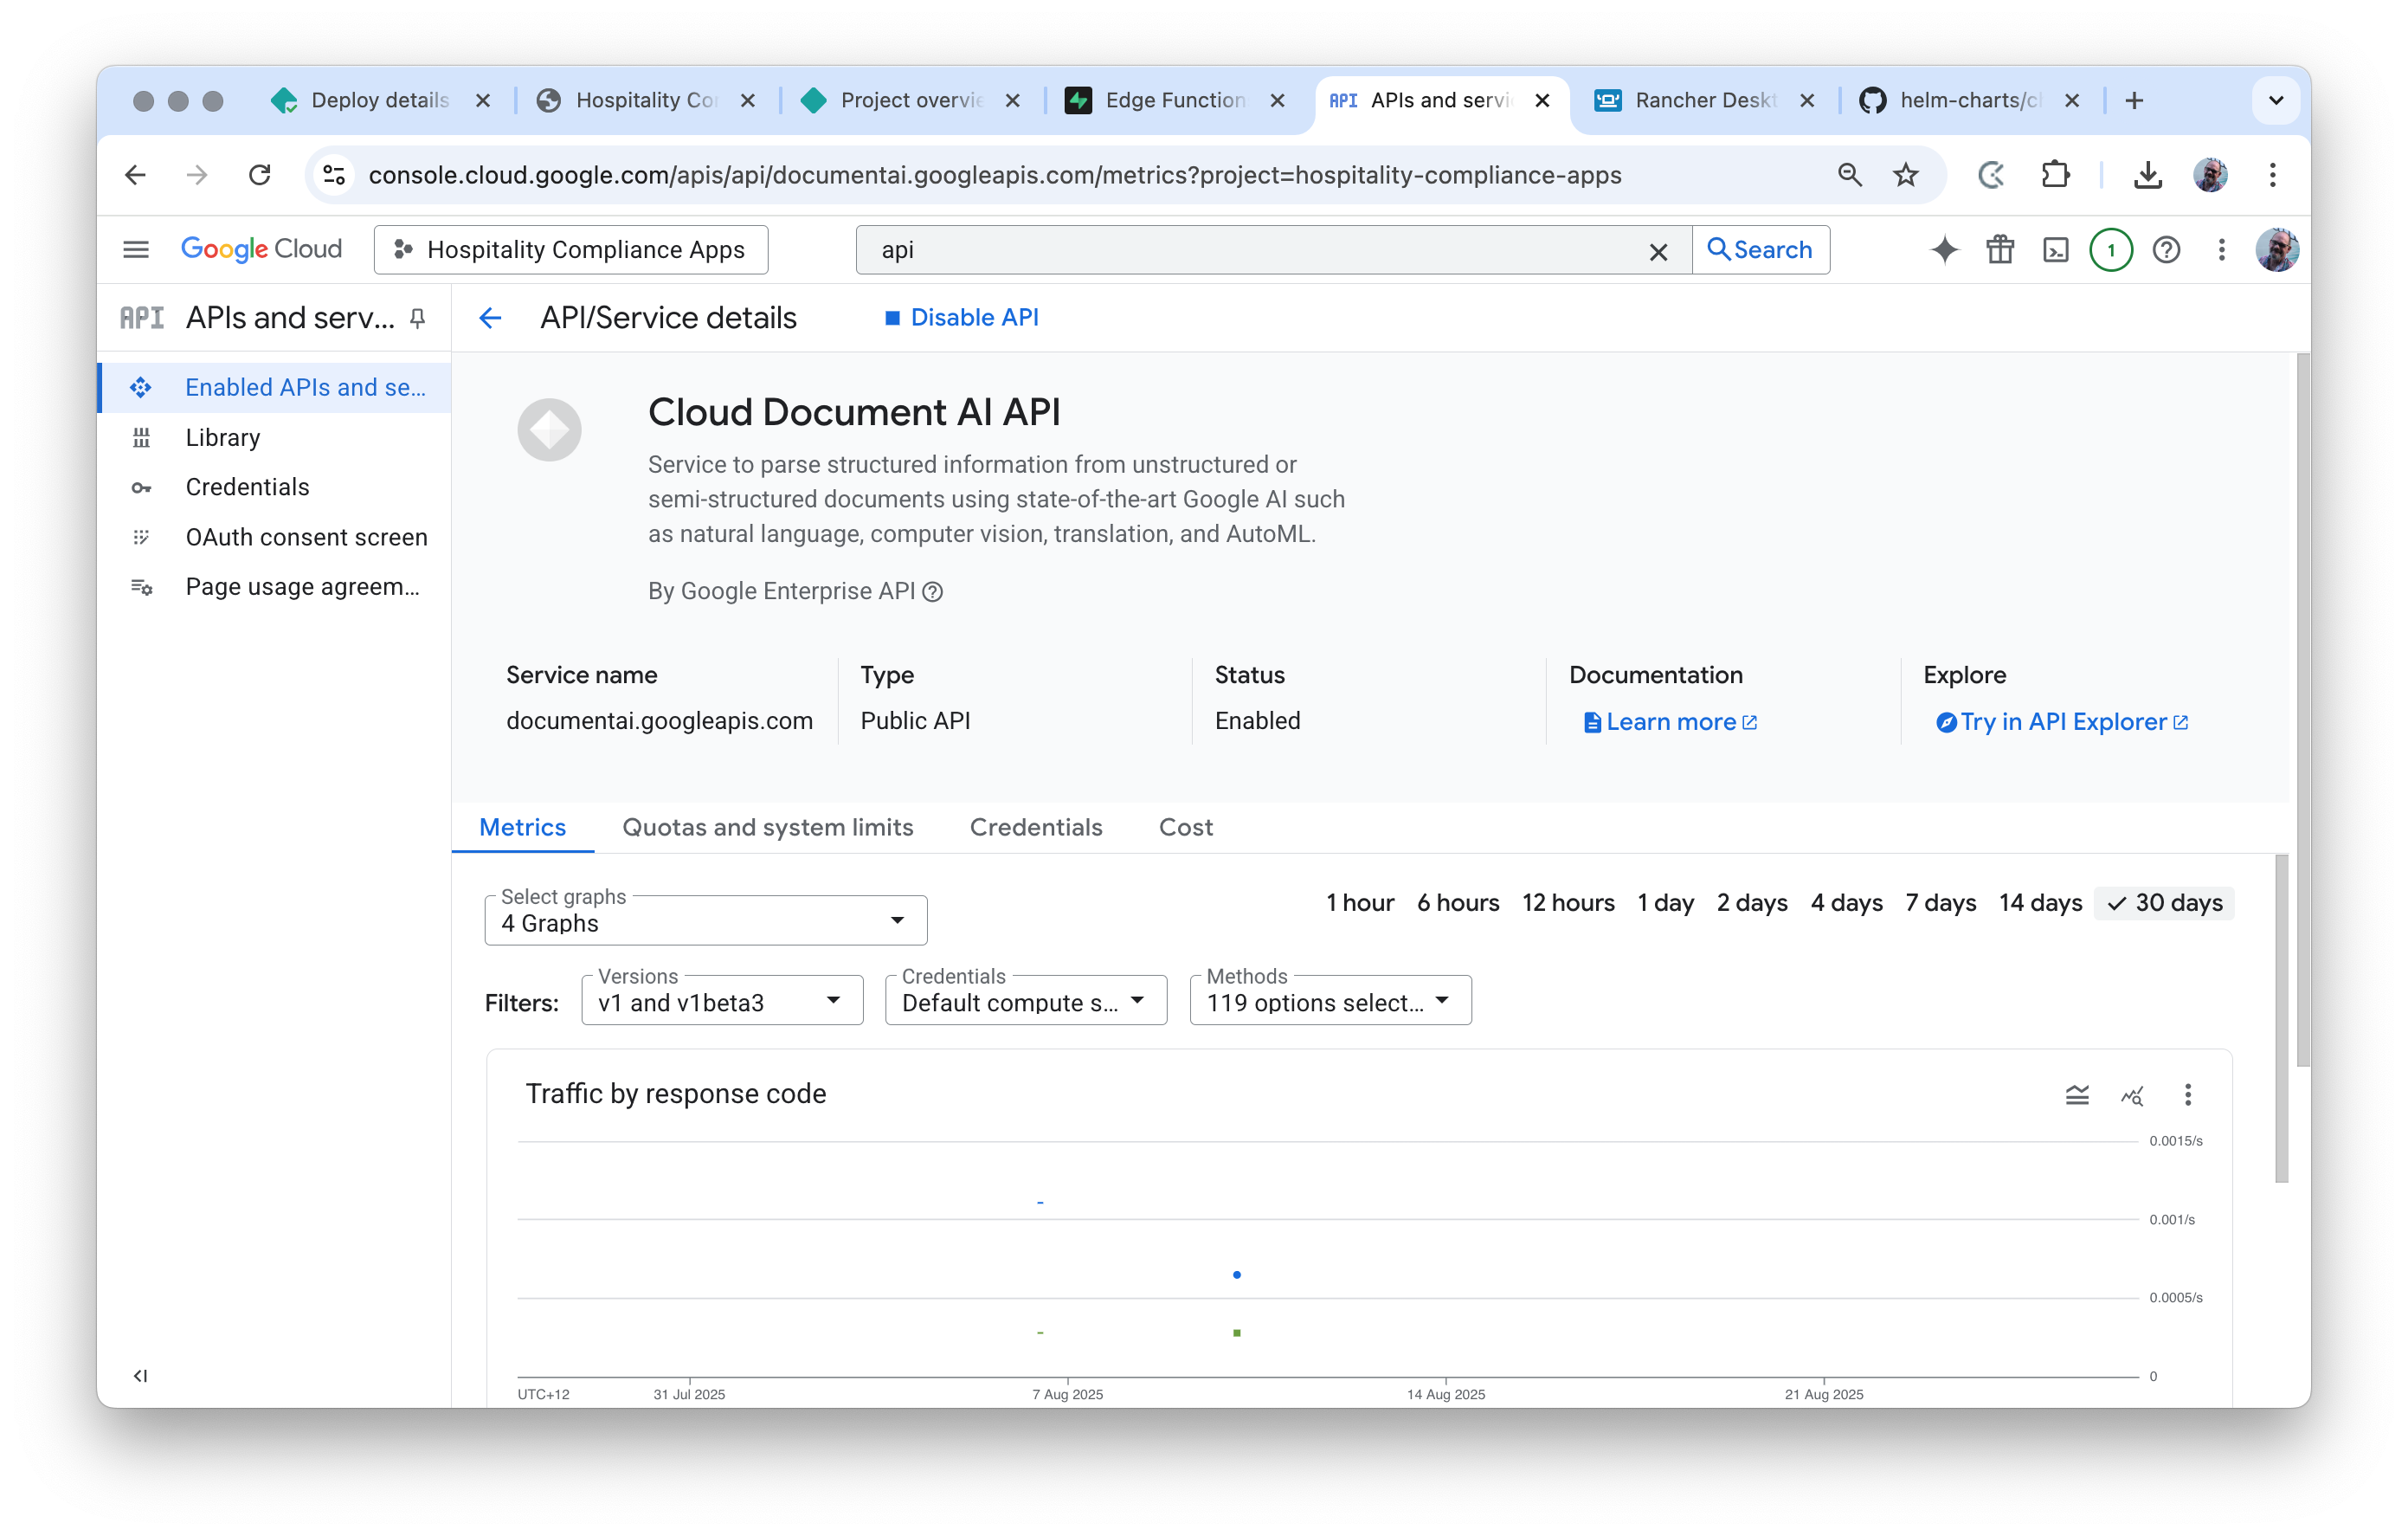 Deploy details
Hospitality Co
Project overvie
Edge Function
API APIs and servi
Rancher Deskt
helm-charts/c
console.cloud.google.com/apis/api/documentai.googleapis.com/metrics?project=hospitality-compliance-apps
Google Cloud
Hospitality Compliance Apps
api
Search
1
API APIs and serv...
API/Service details
Disable API
Enabled APIs and se...
Library
Credentials
OAuth consent screen
Page usage agreem...
Cloud Document AI API
Service to parse structured information from unstructured or
semi-structured documents using state-of-the-art Google AI such
as natural language, computer vision, translation, and AutoML.
By Google Enterprise API
Service name
documentai.googleapis.com
Type
Public API
Status
Enabled
Documentation
Learn more
Explore
Try in API Explorer
Metrics
Quotas and system limits
Credentials
Cost
Select graphs
4 Graphs
1 hour
6 hours
12 hours
1 day
2 days
4 days
7 days
14 days
30 days
Filters:
Versions
v1 and v1beta3
Credentials
Default compute s...
Methods
119 options select...
Traffic by response code
0.0015/s
0.001/s
0.0005/s
0
UTC+12
31 Jul 2025
7 Aug 2025
14 Aug 2025
21 Aug 2025